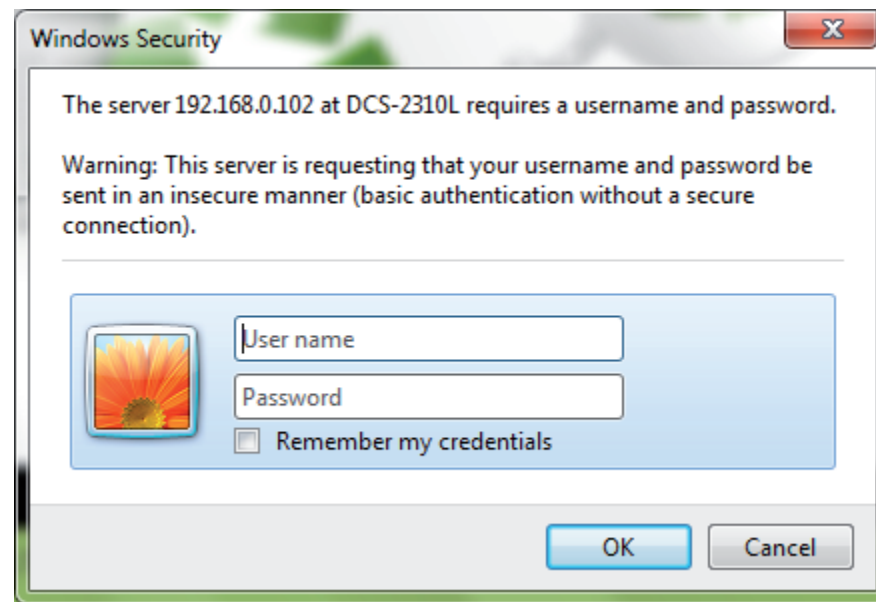 Windows Security
The server 192.168.0.102 at DCS-2310L requires a username and password.
Warning: This server is requesting that your username and password be
sent in an insecure manner (basic authentication without a secure
connection).
User name
Password
Remember my credentials
OK
Cancel